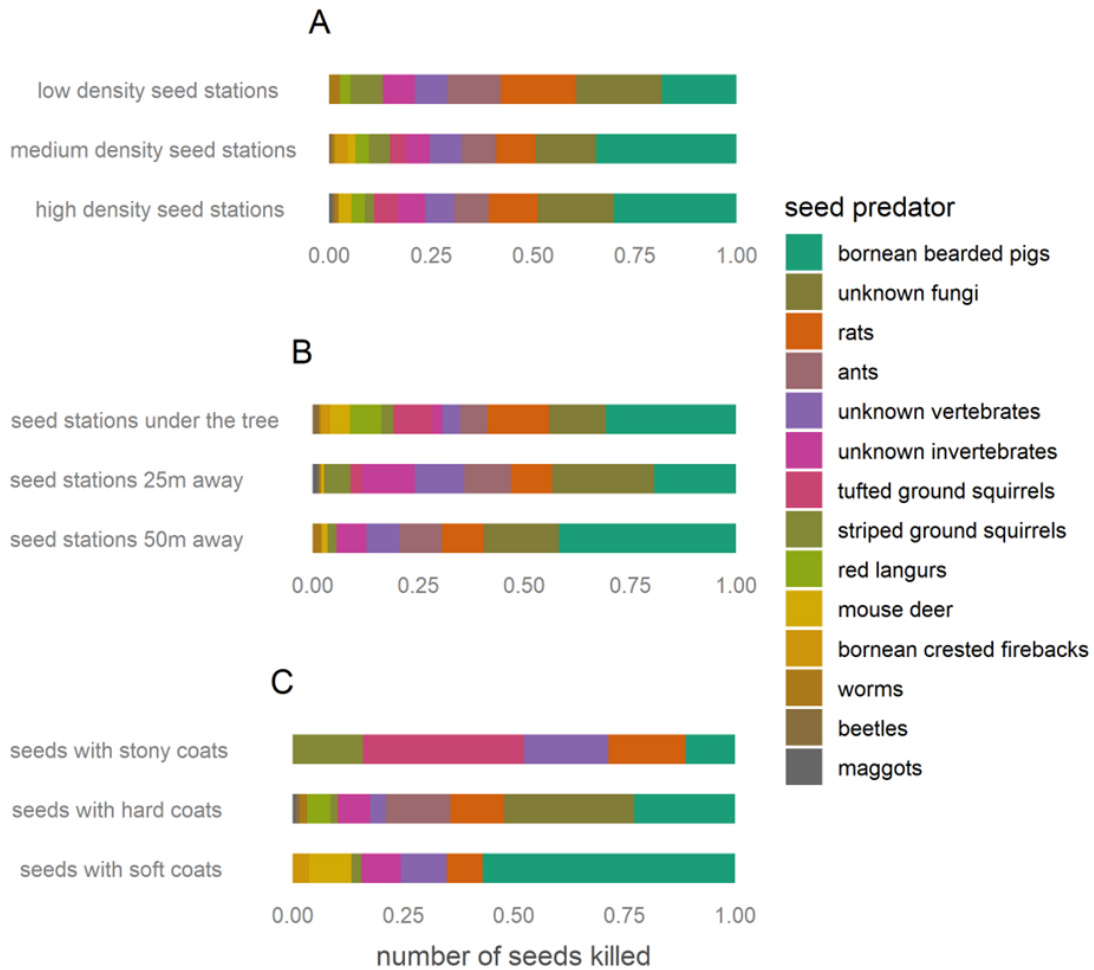 A
low density seed stations
medium density seed stations
high density seed stations
0.00 0.25 0.50 0.75 1.00
B
seed stations under the tree
seed stations 25m away
seed stations 50m away
0.00 0.25 0.50 0.75 1.00
C
seeds with stony coats
seeds with hard coats
seeds with soft coats
0.00 0.25 0.50 0.75 1.00
number of seeds killed
seed predator
bornean bearded pigs
unknown fungi
rats
ants
unknown vertebrates
unknown invertebrates
tufted ground squirrels
striped ground squirrels
red langurs
mouse deer
bornean crested firebacks
worms
beetles
maggots